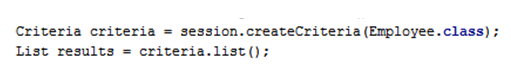 Criteria criteria = session.createCriteria(Employee.class);
List results = criteria.list();